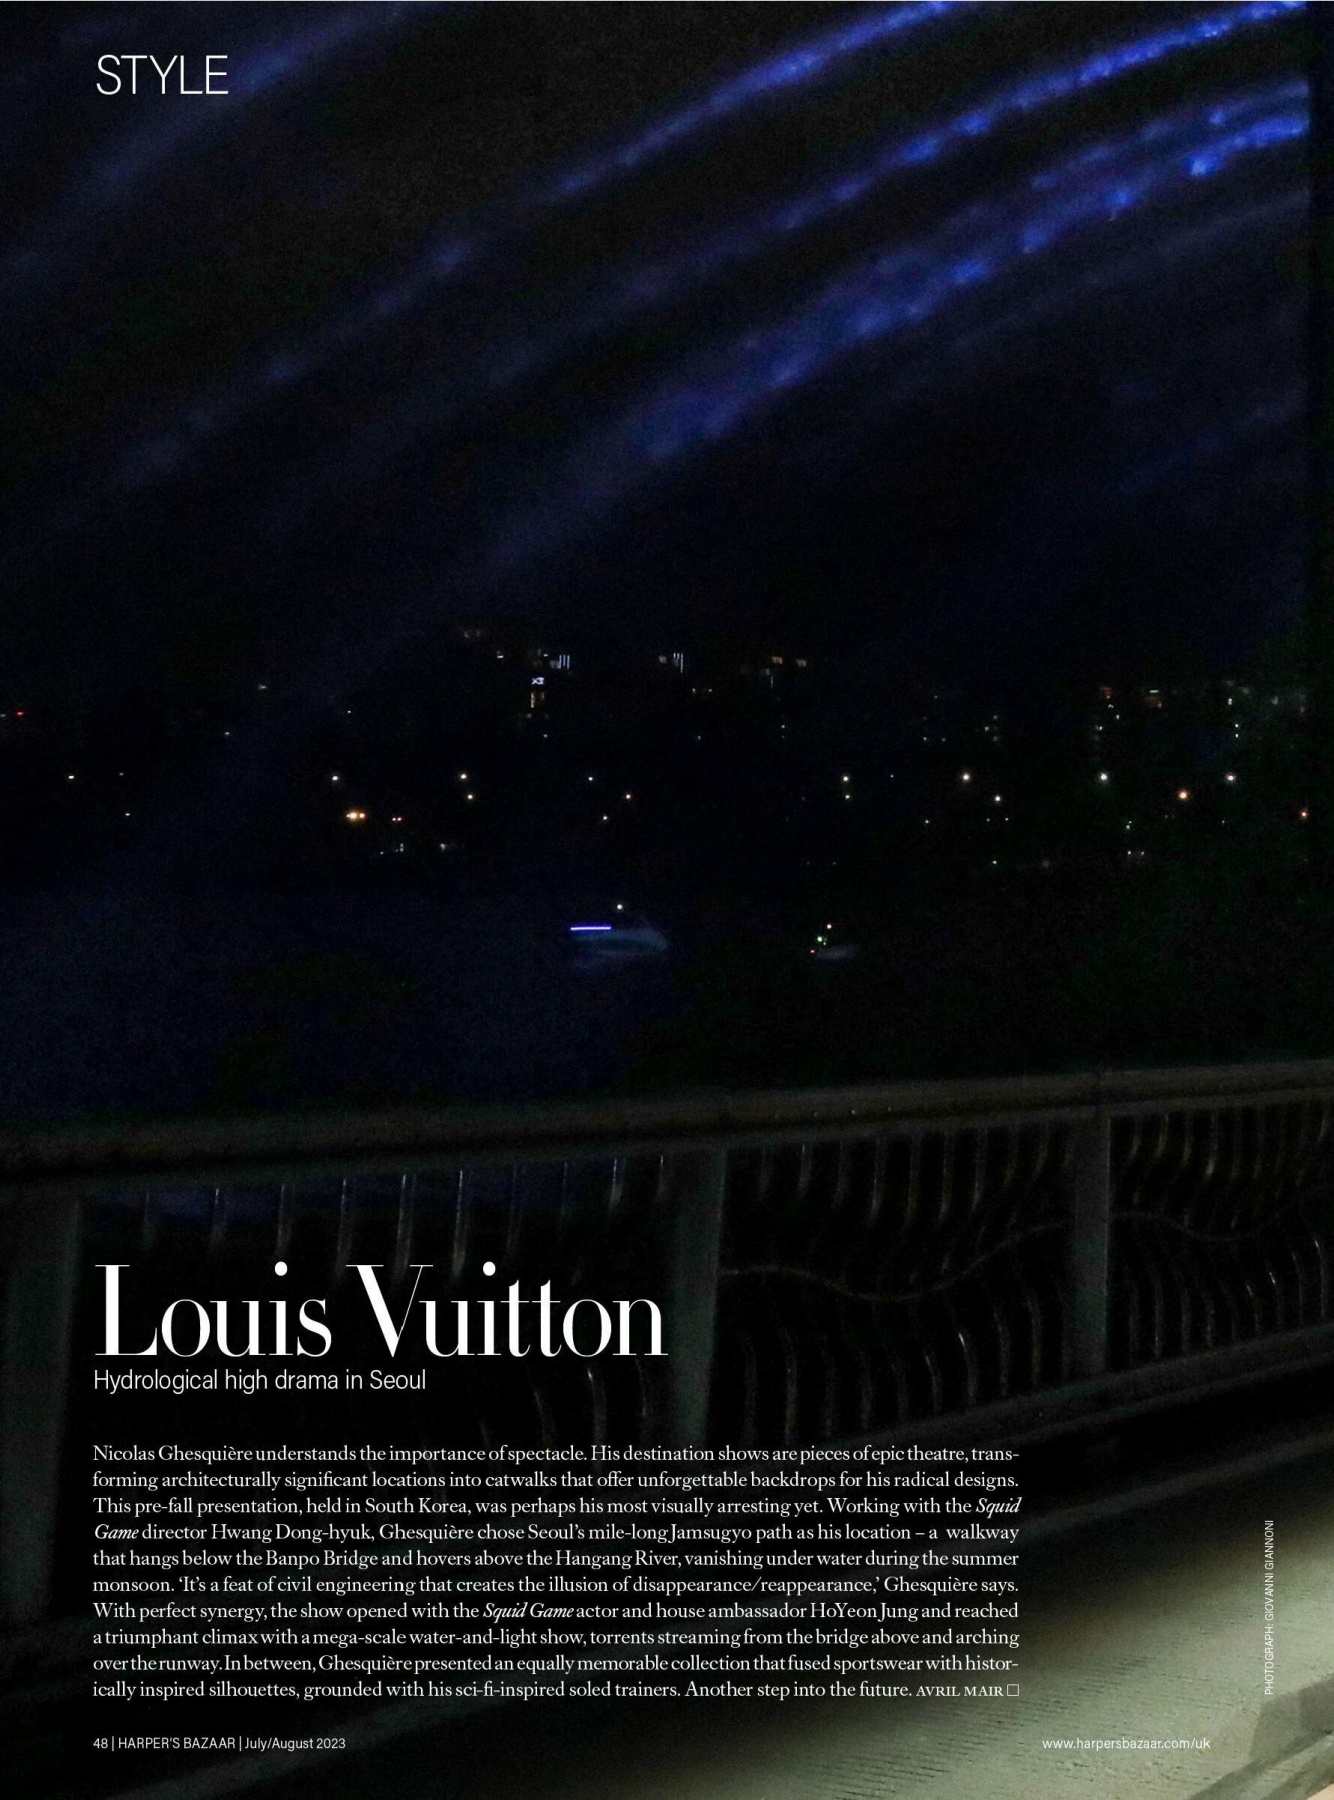 STYLE
Louis Vuitton
Hydrological high drama in Seoul
Nicolas Ghesquière understands the importance of spectacle. His destination shows are pieces of epic theatre, trans-
forming architecturally significant locations into catwalks that offer unforgettable backdrops for his radical designs.
This pre-fall presentation, held in South Korea, was perhaps his most visually arresting yet. Working with the Squid
Game director Hwang Dong-hyuk, Ghesquière chose Seoul's mile-long Jamsugyo path as his location – a walkway
that hangs below the Banpo Bridge and hovers above the Hangang River, vanishing under water during the summer
monsoon. 'It's a feat of civil engineering that creates the illusion of disappearance/reappearance,' Ghesquière says.
With perfect synergy, the show opened with the Squid Game actor and house ambassador HoYeon Jung and reached
a triumphant climax with a mega-scale water-and-light show, torrents streaming from the bridge above and arching
over the runway. In between, Ghesquière presented an equally memorable collection that fused sportswear with histor-
ically inspired silhouettes, grounded with his sci-fi-inspired soled trainers. Another step into the future. AVRIL MAIR □
PHOTOGRAPH: GIOVANNI GIANNONI
48 | HARPER'S BAZAAR | July/August 2023
www.harpersbazaar.com/uk